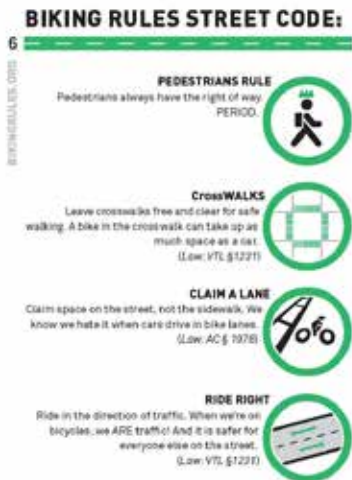 BIKING RULES STREET CODE:
6
BIKINGRULES.ORG
PEDESTRIANS RULE
Pedestrians always have the right of way.
PERIOD.
CrossWALKS
Leave crosswalks free and clear for safe
walking. A bike in the crosswalk can take up as
much space as a car.
(Law: VTL §1231)
CLAIM A LANE
Claim space on the street, not the sidewalk. We
know we hate it when cars drive in bike lanes.
(Law: AC § 1976)
RIDE RIGHT
Ride in the direction of traffic. When we're on
bicycles, we ARE traffic! And it is safer for
everyone else on the street.
(Law: VTL §1231)